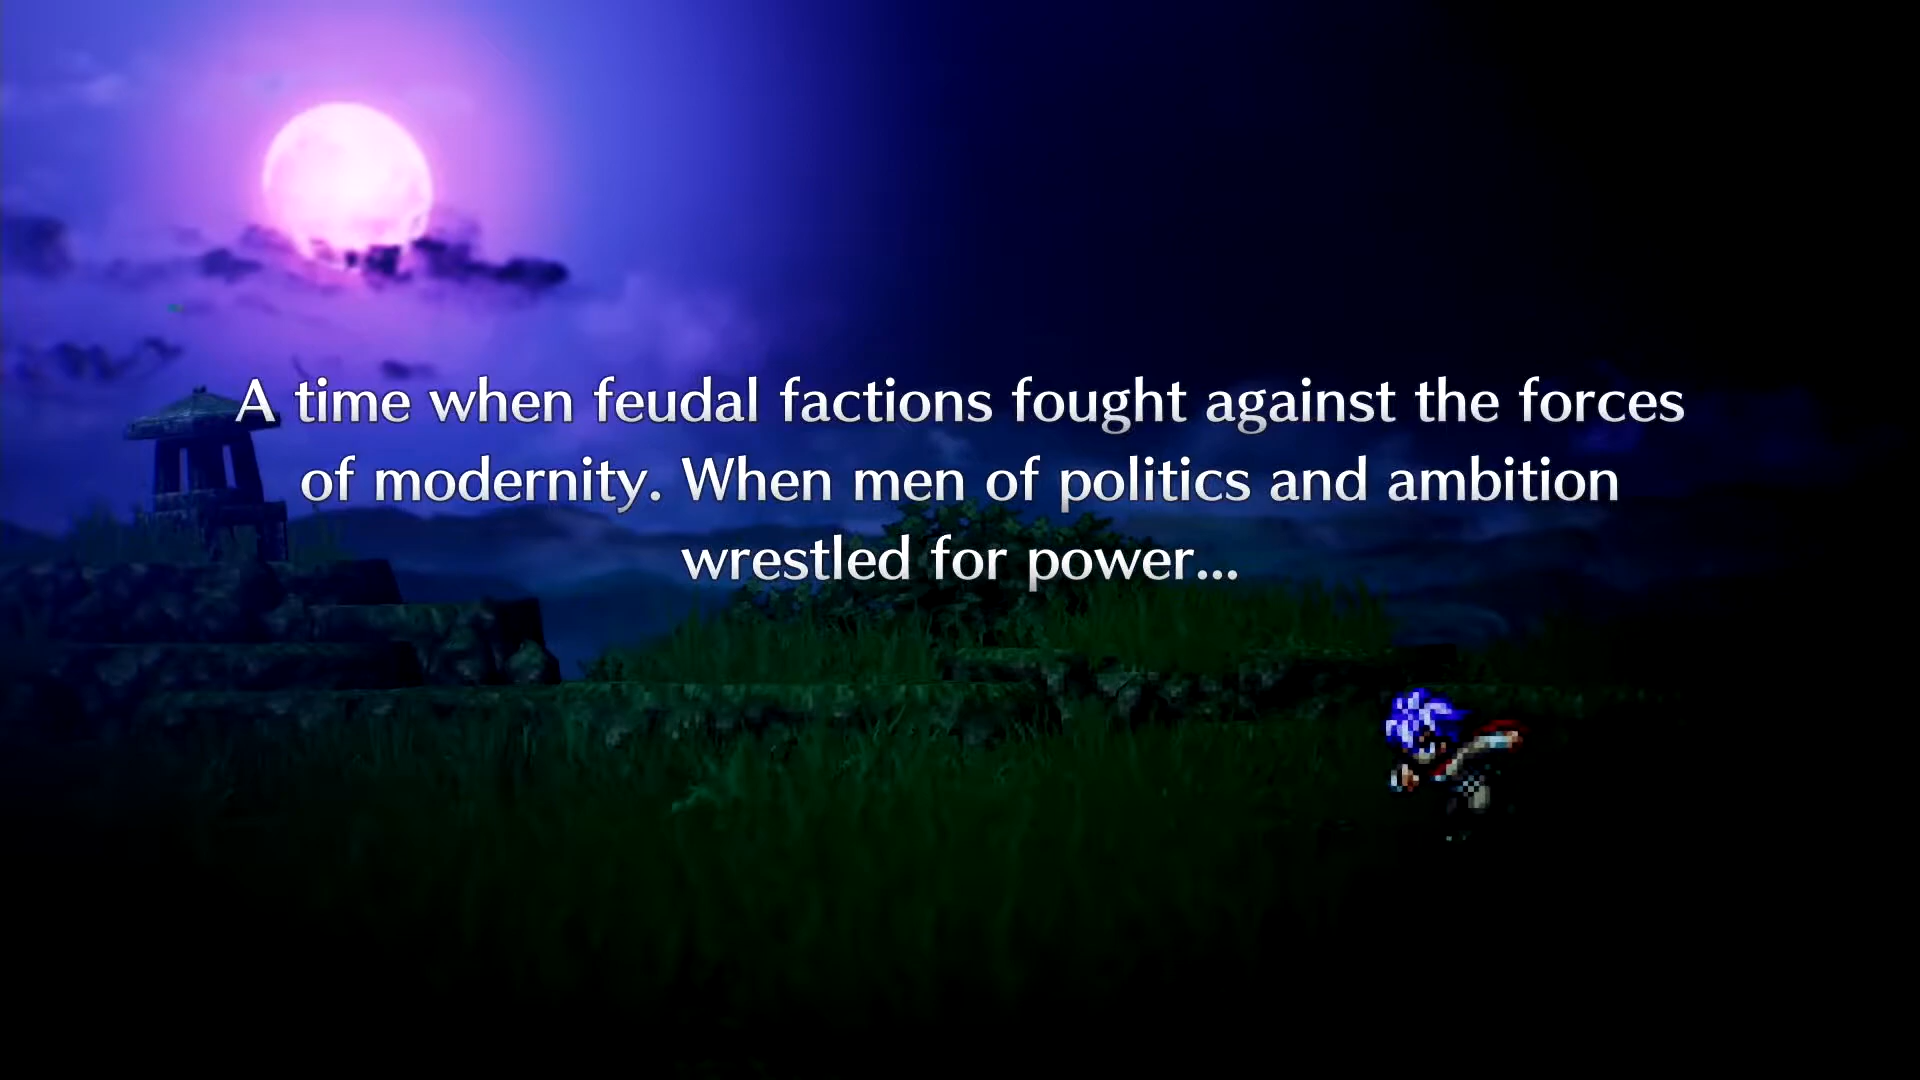 A time when feudal factions fought against the forces
of modernity. When men of politics and ambition
wrestled for power...